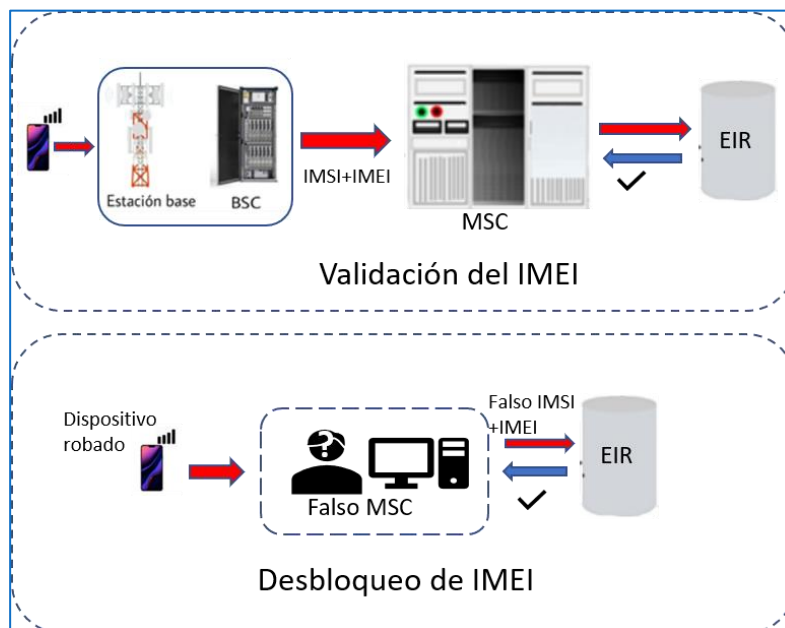 Estación base
BSC
IMSI+IMEI
MSC
EIR
Validación del IMEI
Dispositivo
robado
?
Falso MSC
Falso IMSI
+IMEI
EIR
Desbloqueo de IMEI